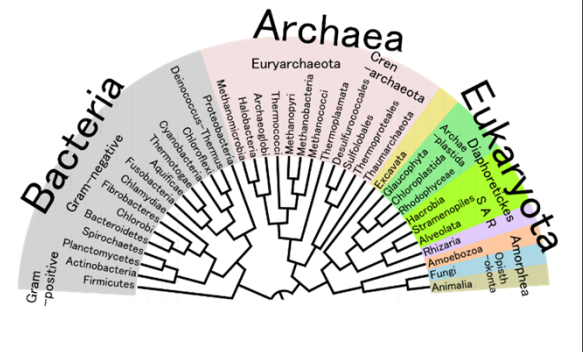 Bacteria
Archaea
Eukaryota
Gram
-positive
Gram-negative
Euryarchaeota
Cren
-archaeota
Archae
-plastida
Diaphoretickes
S A R
Amorphea
Opisth
-okonta
Firmicutes
Actinobacteria
Planctomycetes
Spirochaetes
Bacteroidetes
Chlorobi
Fibrobacteres
Chlamydiae
Fusobacteria
Aquificae
Thermotogae
Cyanobacteria
Chloroflexi
Deinococcus-Thermus
Proteobacteria
Methanomicrobia
Halobacteria
Archaeoglobi
Thermococci
Methanopyri
Methanobacteria
Methanococci
Thermoplasmata
Desulfurococcales
Sulfolobales
Thermoproteales
Thaumarchaeota
Excavata
Glaucophyta
Chloroplastida
Rhodophyceae
Hacrobia
Stramenopiles
Alveolata
Rhizaria
Amoebozoa
Fungi
Animalia